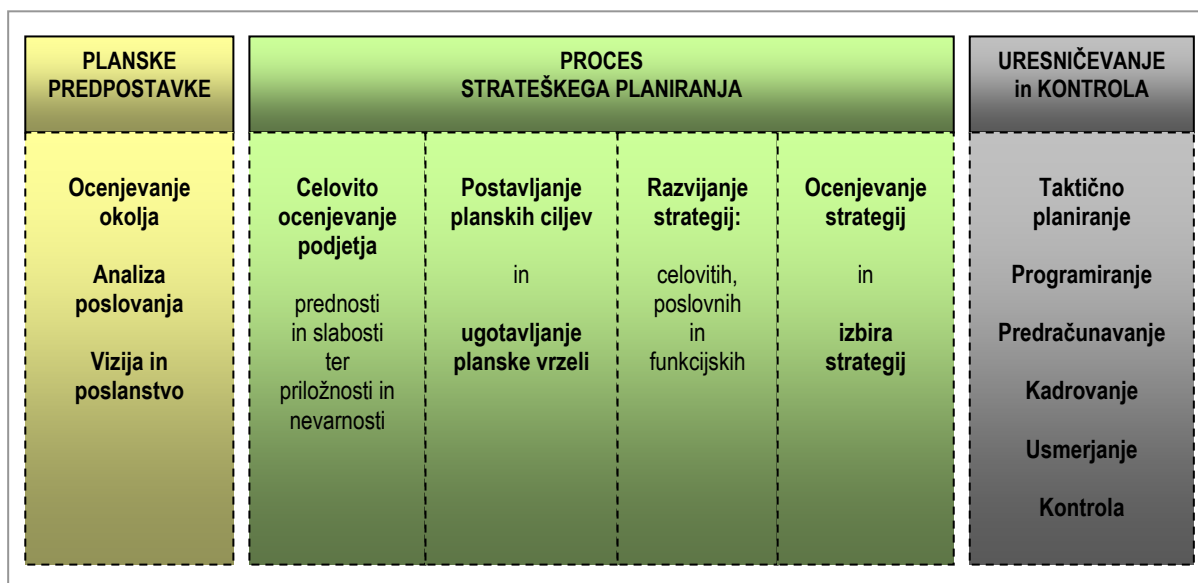 PLANSKE
PREDPOSTAVKE
Ocenjevanje
okolja
Analiza
poslovanja
Vizija in
poslanstvo
PROCES
STRATEŠKEGA PLANIRANJA
Celovito
ocenjevanje
podjetja
prednosti
in slabosti
ter
priložnosti in
nevarnosti
Postavljanje
planskih ciljev
in
ugotavljanje
planske vrzeli
Razvijanje
strategij:
celovitih,
poslovnih
in
funkcijskih
Ocenjevanje
strategij
in
izbira
strategij
URESNIČEVANJE
in KONTROLA
Taktično
planiranje
Programiranje
Predračunavanje
Kadrovanje
Usmerjanje
Kontrola